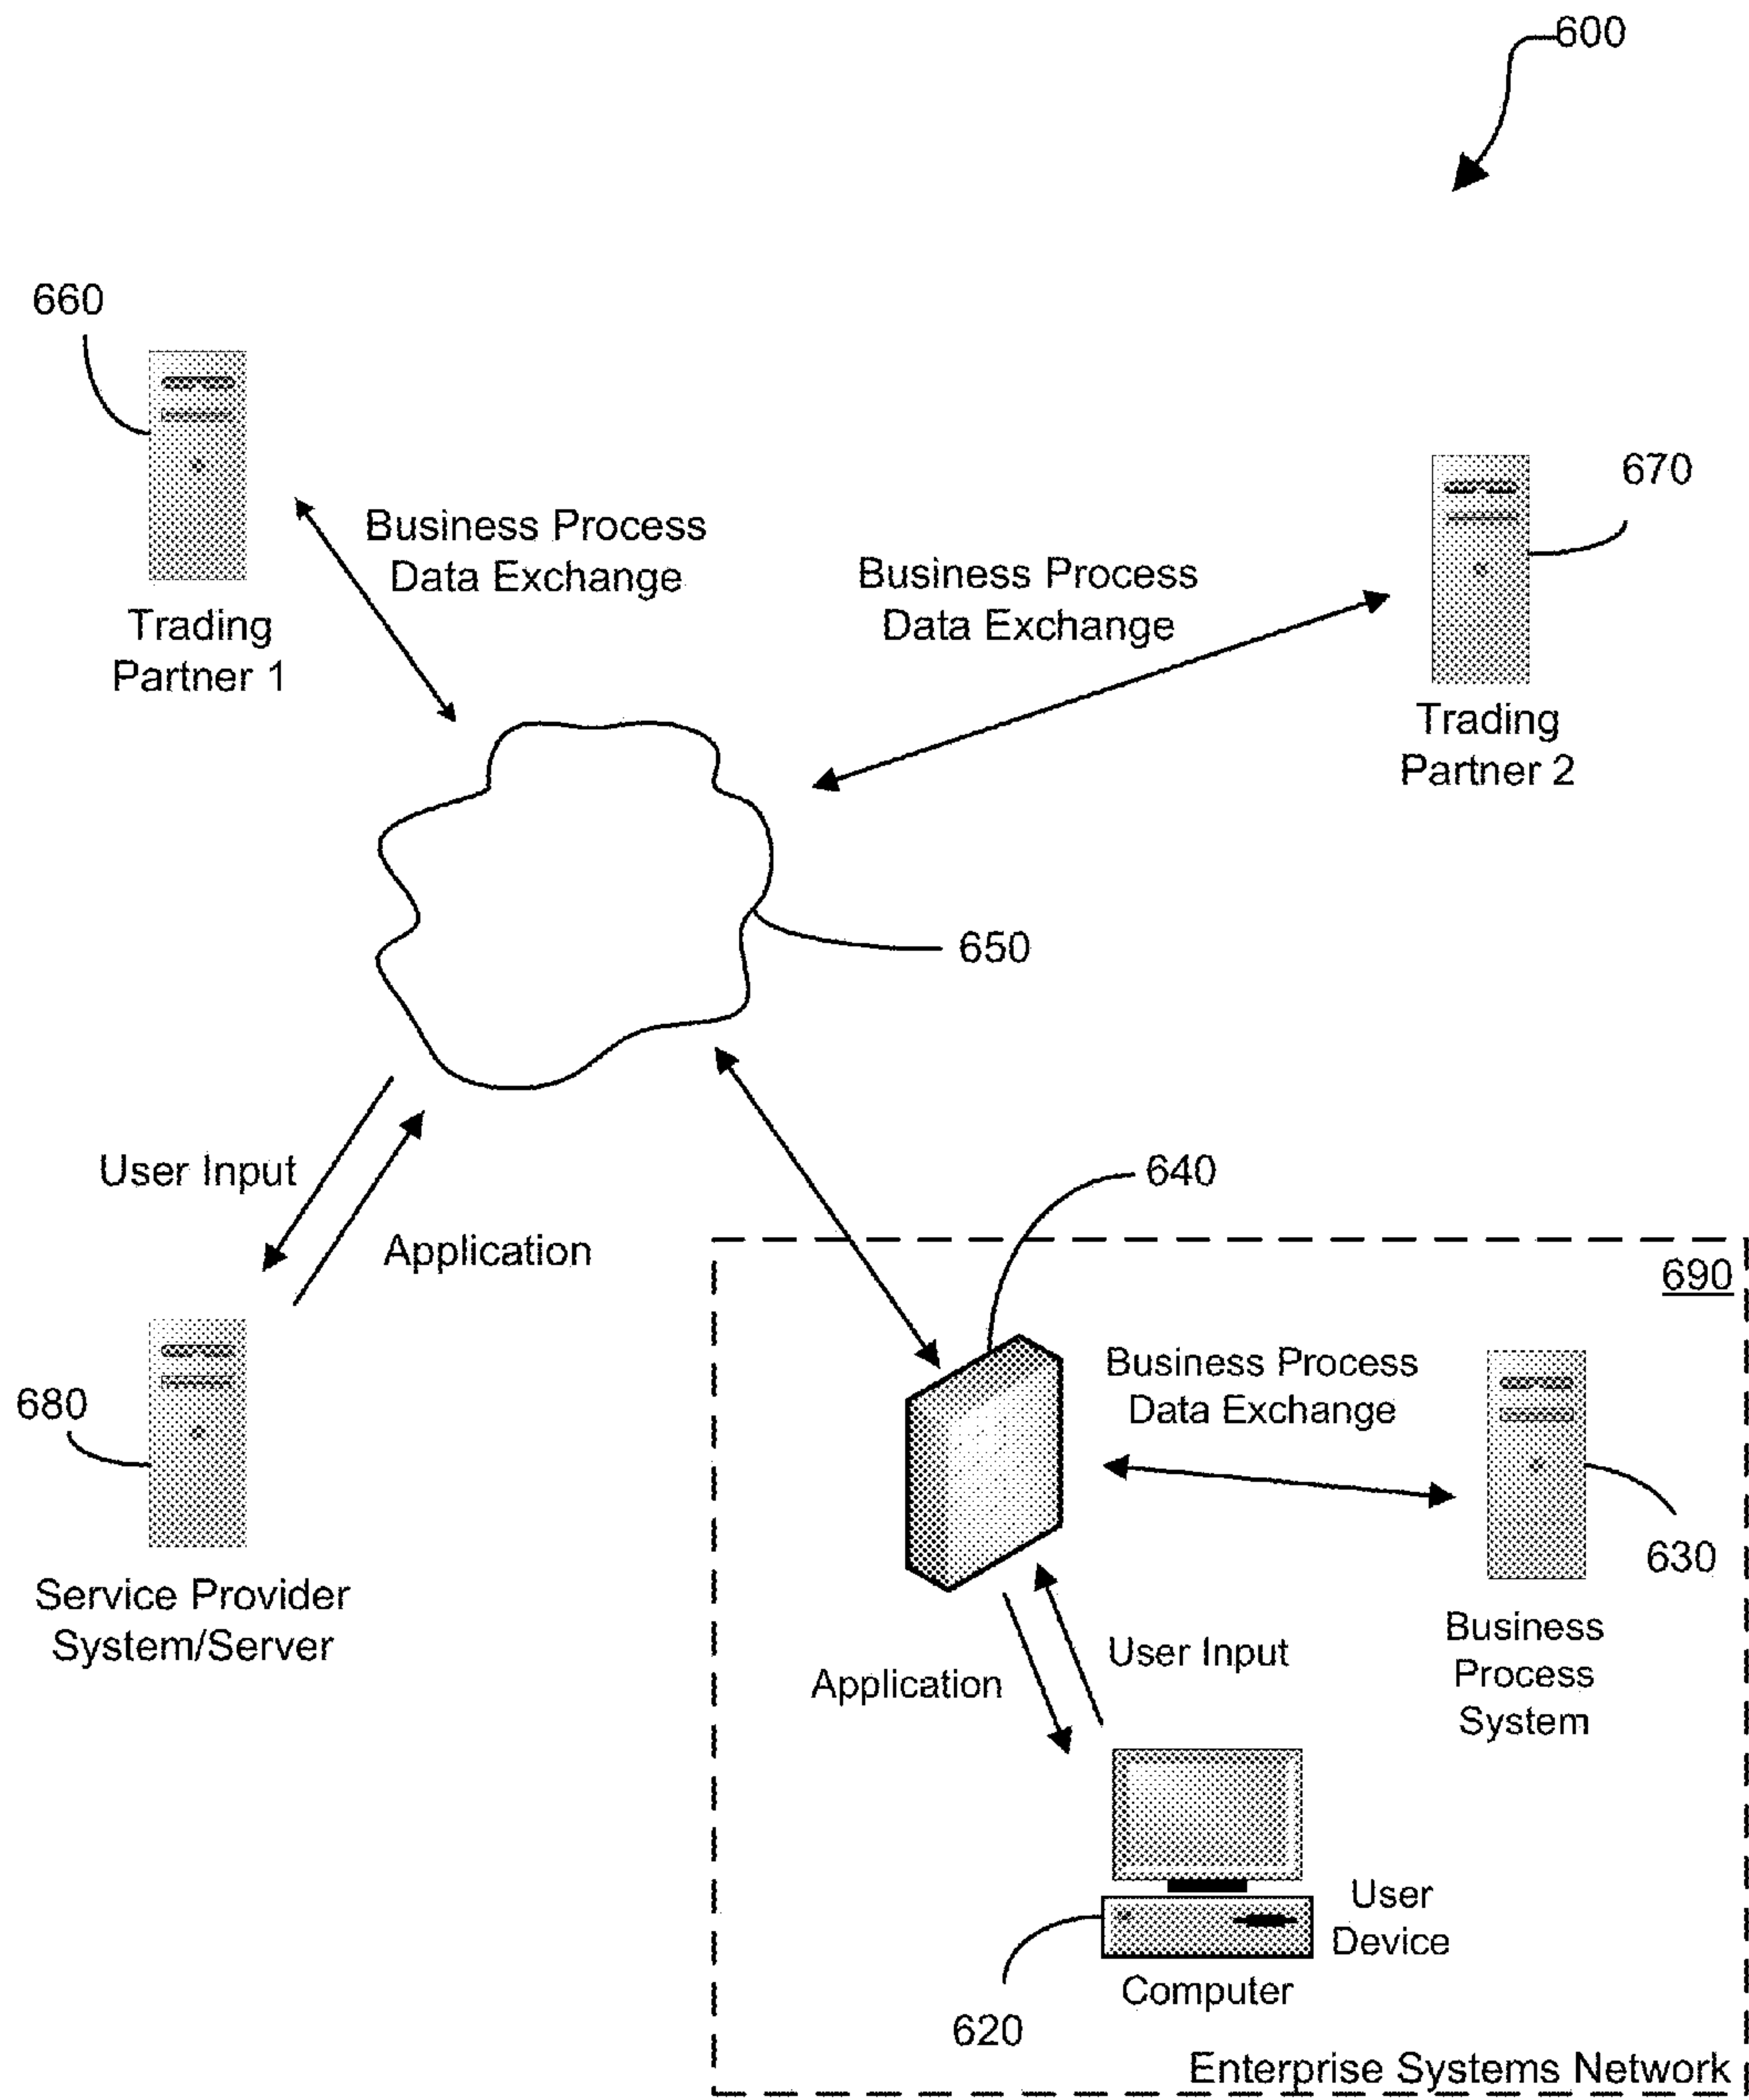 600
660
Business Process
Data Exchange
Trading
Partner 1
670
Business Process
Data Exchange
Trading
Partner 2
650
User Input
Application
640
690
680
Service Provider
System/Server
Business Process
Data Exchange
630
Business
Process
System
User Input
Application
User
Device
Computer
620
Enterprise Systems Network